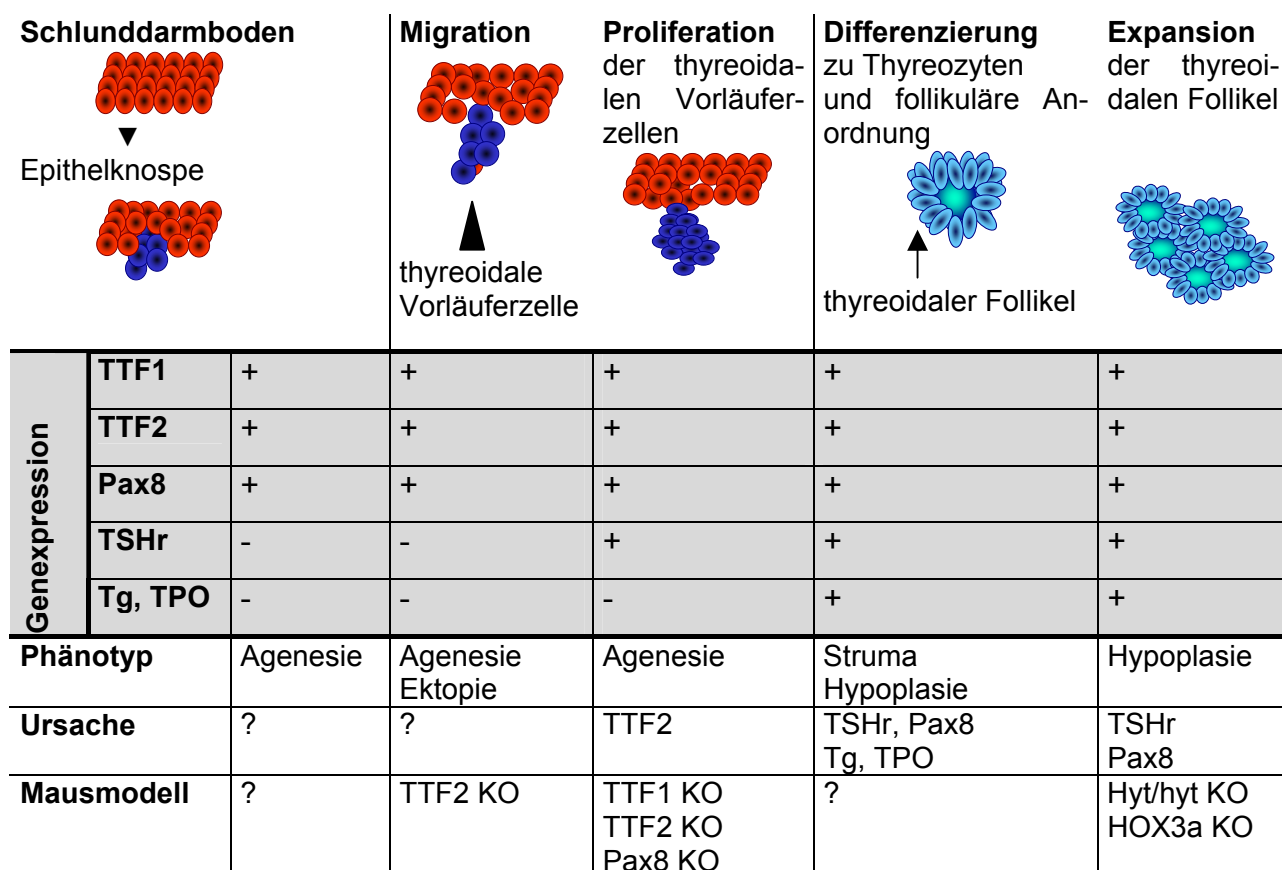 Schlunddarmboden
Epithelknospe
Migration
thyreoidale
Vorläuferzelle
Proliferation
der thyreoida-
len Vorläufer-
zellen
Differenzierung
zu Thyreozyten
und follikuläre An-
ordnung
thyreoidaler Follikel
Expansion
der thyreoi-
dalen Follikel
Genexpression
TTF1 + + + + +
TTF2 + + + + +
Pax8 + + + + +
TSHr - - + + +
Tg, TPO - - - + +
Phänotyp Agenesie Agenesie Agenesie Struma Hypoplasie
Ektopie Hypoplasie
Ursache ? ? TTF2 TSHr, Pax8 TSHr
Tg, TPO Pax8
Mausmodell ? TTF2 KO TTF1 KO ? Hyt/hyt KO
TTF2 KO HOX3a KO
Pax8 KO